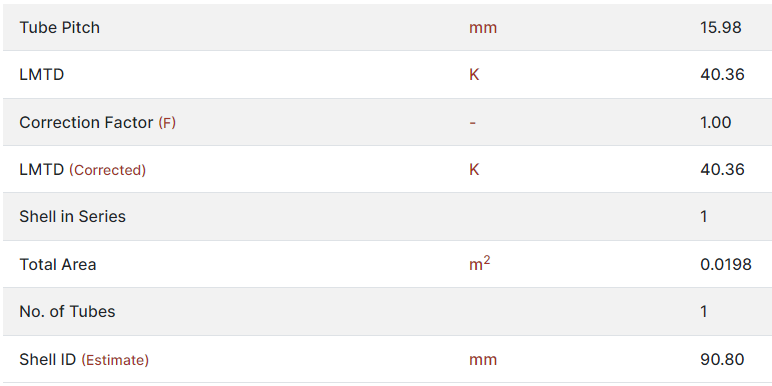 Tube Pitch mm 15.98
LMTD K 40.36
Correction Factor (F) - 1.00
LMTD (Corrected) K 40.36
Shell in Series 1
Total Area m² 0.0198
No. of Tubes 1
Shell ID (Estimate) mm 90.80